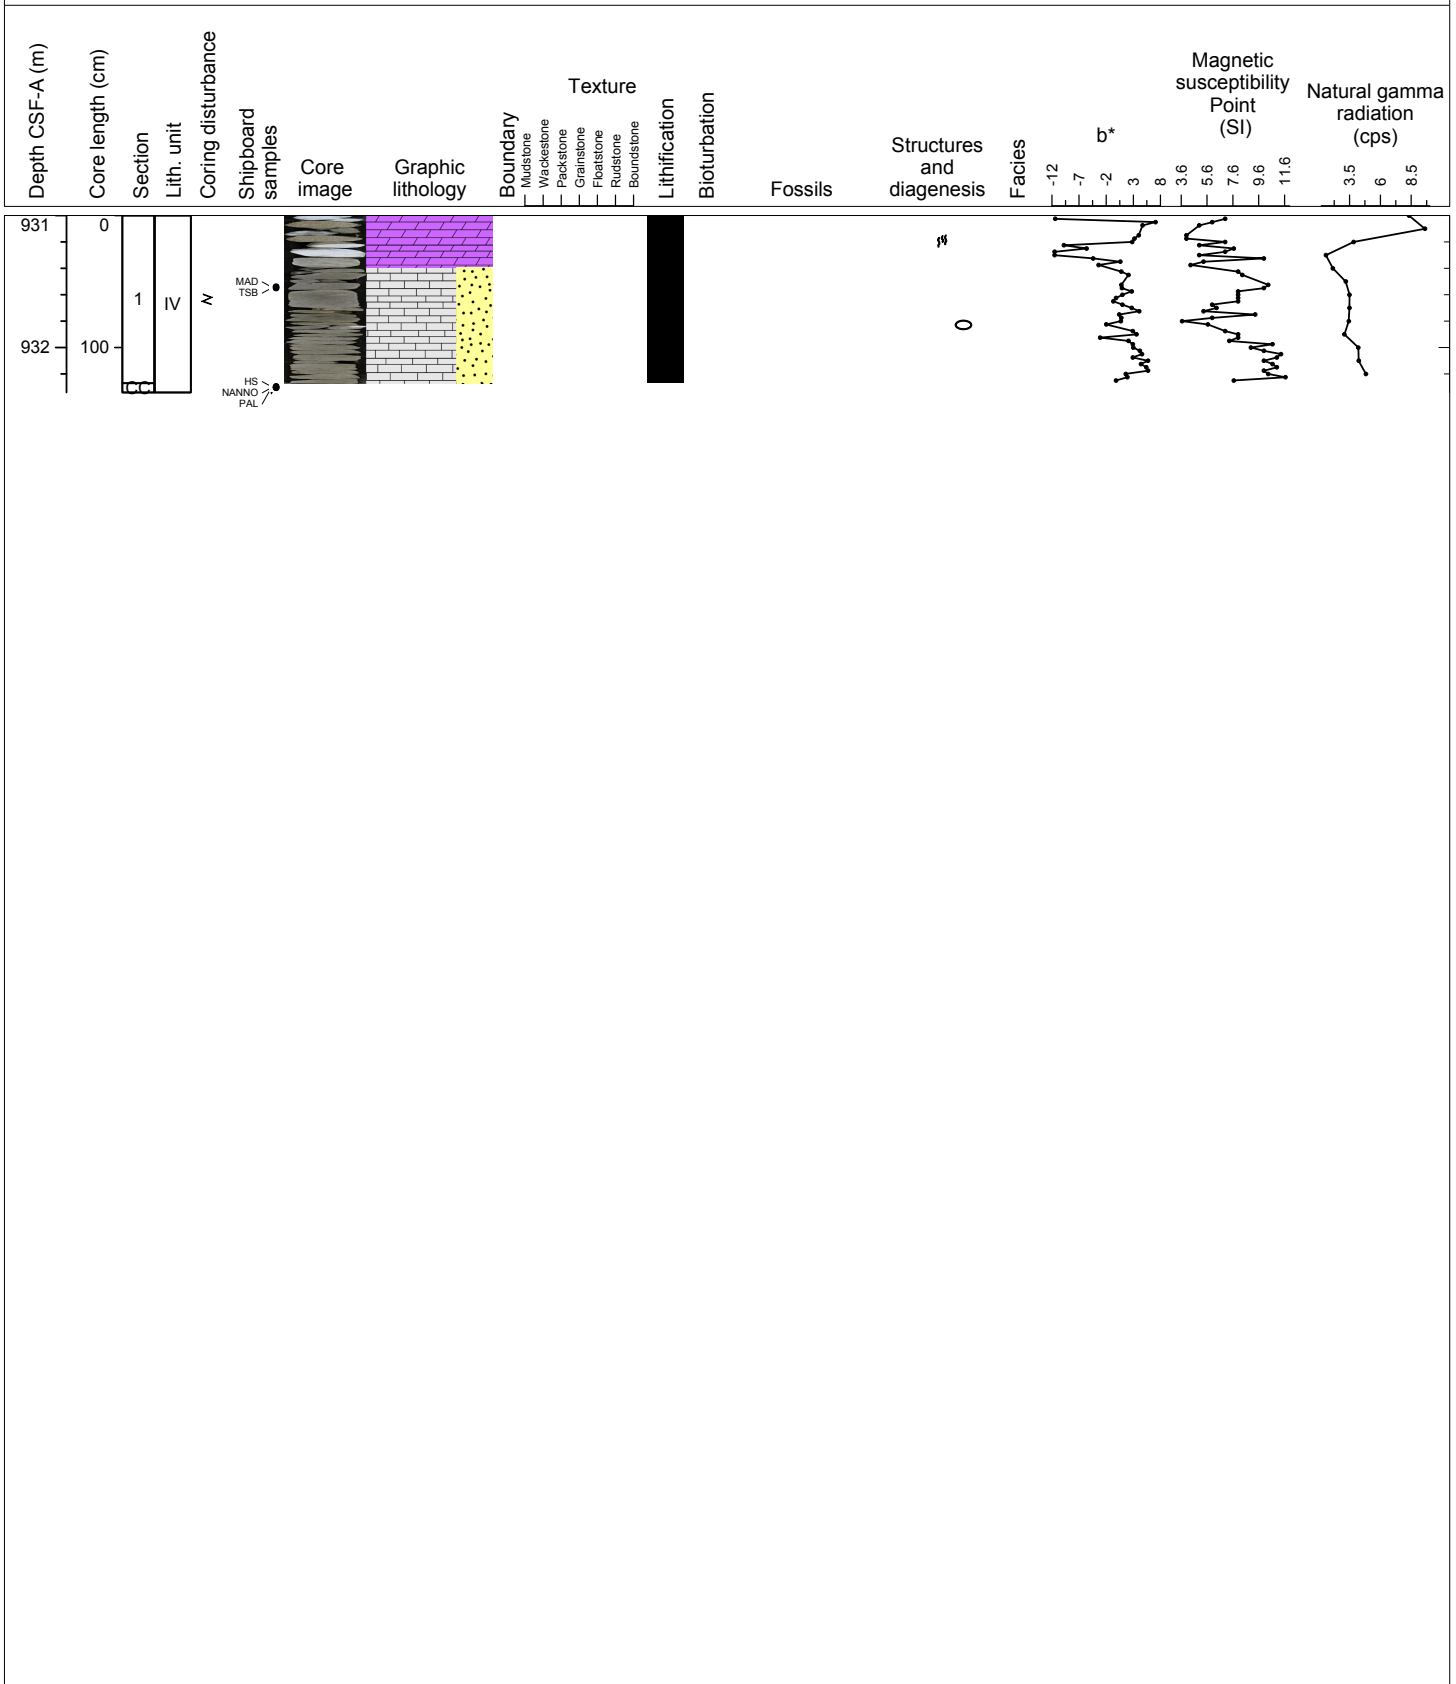 Depth CSF-A (m)
Core length (cm)
Section
Lith. unit
Coring disturbance
Shipboard
samples
Core
image
Graphic
lithology
Boundary
Texture
Mudstone
Wackestone
Packstone
Grainstone
Floatstone
Rudstone
Boundstone
Lithification
Bioturbation
Fossils
Structures
and
diagenesis
Facies
b*
-12
-7
-2
3
8
Magnetic
susceptibility
Point
(SI)
3.6
5.6
7.6
9.6
11.6
Natural gamma
radiation
(cps)
3.5
6
8.5
931
0
MAD
TSB
1
IV
932
100
CC
HS
NANNO
PAL